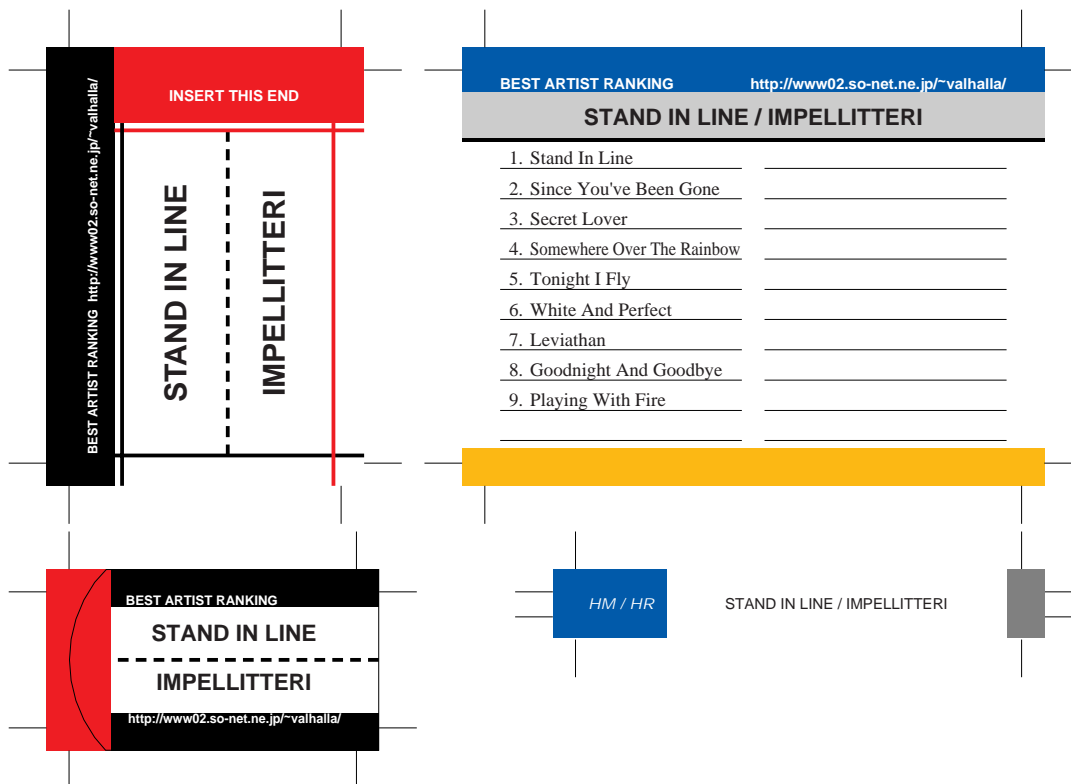 INSERT THIS END
BEST ARTIST RANKING http://www02.so-net.ne.jp/~valhalla/
STAND IN LINE
IMPELLITTERI
BEST ARTIST RANKING http://www02.so-net.ne.jp/~valhalla/
STAND IN LINE / IMPELLITTERI
1. Stand In Line
2. Since You've Been Gone
3. Secret Lover
4. Somewhere Over The Rainbow
5. Tonight I Fly
6. White And Perfect
7. Leviathan
8. Goodnight And Goodbye
9. Playing With Fire
BEST ARTIST RANKING
STAND IN LINE
IMPELLITTERI
http://www02.so-net.ne.jp/~valhalla/
HM / HR
STAND IN LINE / IMPELLITTERI